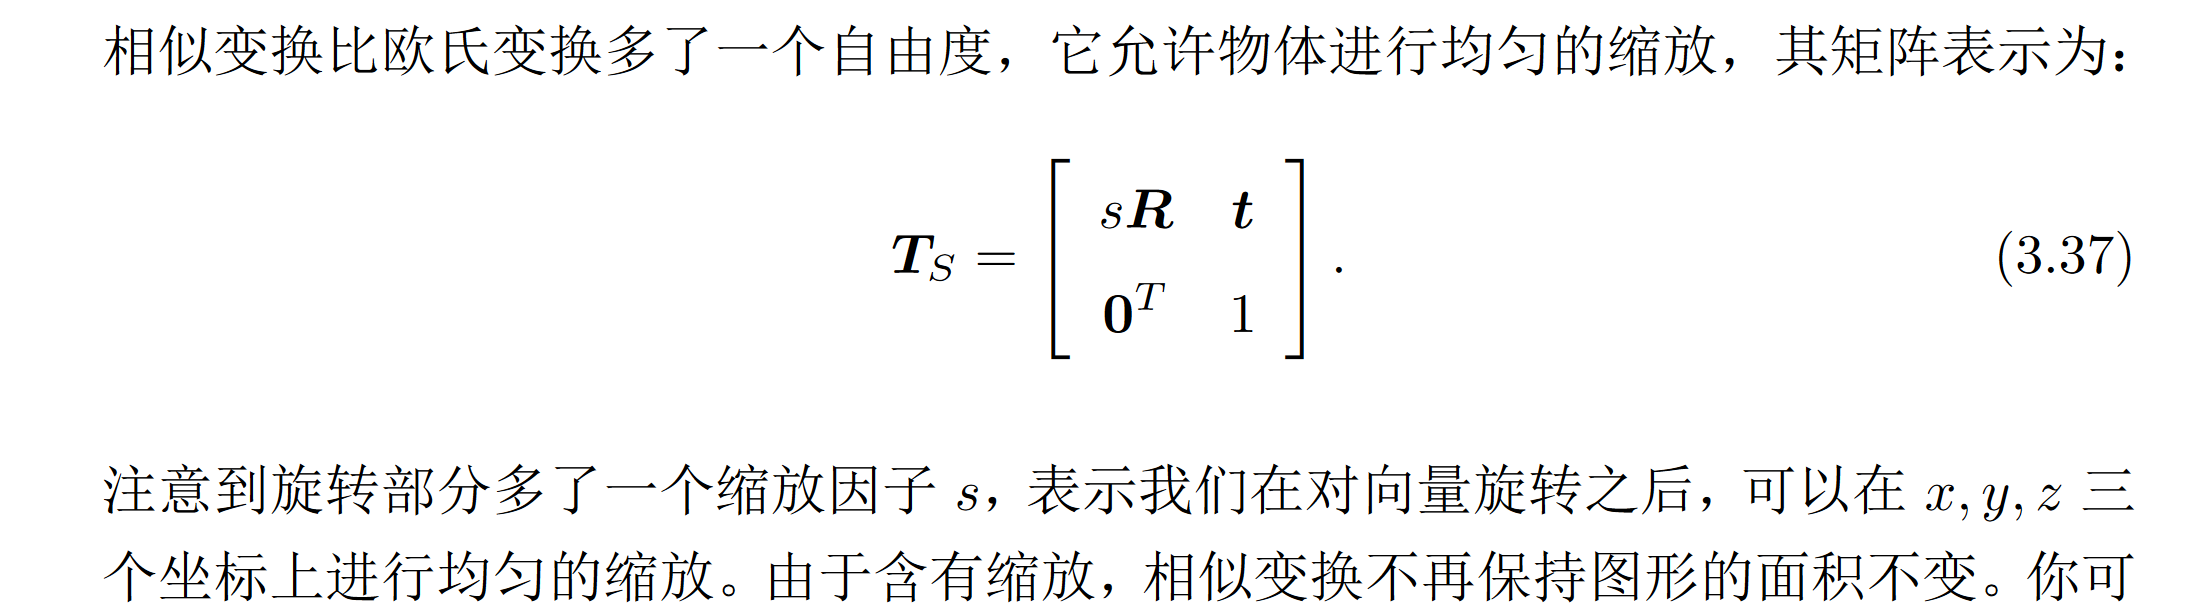 相似变换比欧氏变换多了一个自由度，它允许物体进行均匀的缩放，其矩阵表示为：
$\boldsymbol{T}_S = \begin{bmatrix} s\boldsymbol{R} & \boldsymbol{t} \\ \boldsymbol{0}^T & 1 \end{bmatrix}.$ (3.37)
注意到旋转部分多了一个缩放因子 s，表示我们在对向量旋转之后，可以在 x, y, z 三
个坐标上进行均匀的缩放。由于含有缩放，相似变换不再保持图形的面积不变。你可